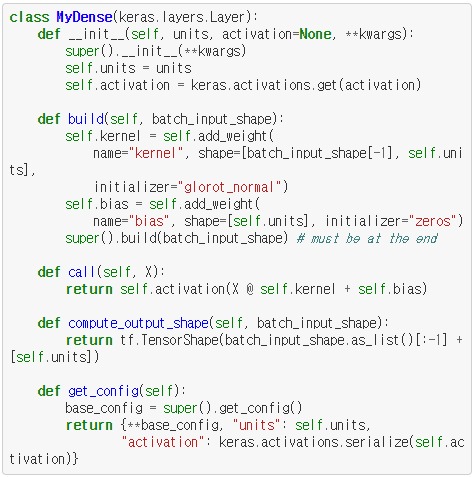 class MyDense(keras.layers.Layer):
    def __init__(self, units, activation=None, **kwargs):
        super().__init__(**kwargs)
        self.units = units
        self.activation = keras.activations.get(activation)

    def build(self, batch_input_shape):
        self.kernel = self.add_weight(
            name="kernel", shape=[batch_input_shape[-1], self.uni
ts],
            initializer="glorot_normal")
        self.bias = self.add_weight(
            name="bias", shape=[self.units], initializer="zeros")
        super().build(batch_input_shape) # must be at the end

    def call(self, X):
        return self.activation(X @ self.kernel + self.bias)

    def compute_output_shape(self, batch_input_shape):
        return tf.TensorShape(batch_input_shape.as_list()[:-1] +
[self.units])

    def get_config(self):
        base_config = super().get_config()
        return {**base_config, "units": self.units,
                "activation": keras.activations.serialize(self.ac
tivation)}